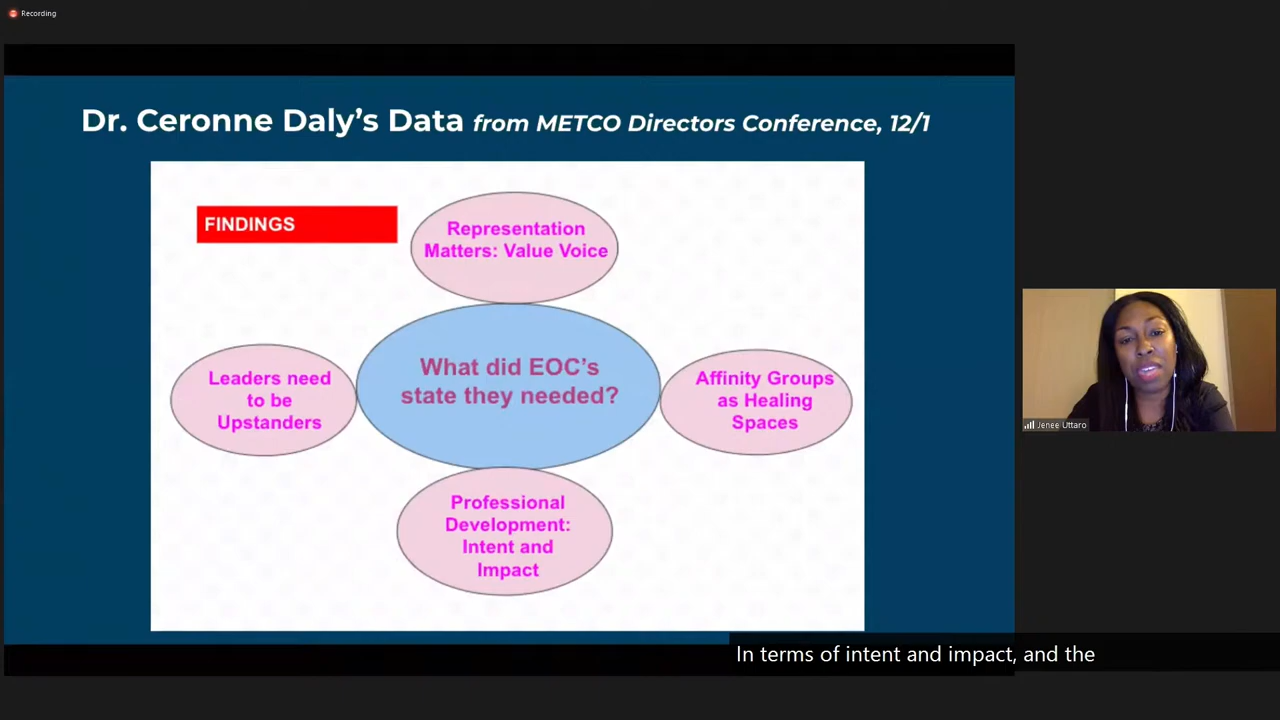 Recording
Dr. Ceronne Daly's Data from METCO Directors Conference, 12/1
FINDINGS
Representation
Matters: Value Voice
What did EOC's
state they needed?
Leaders need
to be
Upstanders
Affinity Groups
as Healing
Spaces
Professional
Development:
Intent and
Impact
Jenee Uttaro
In terms of intent and impact, and the